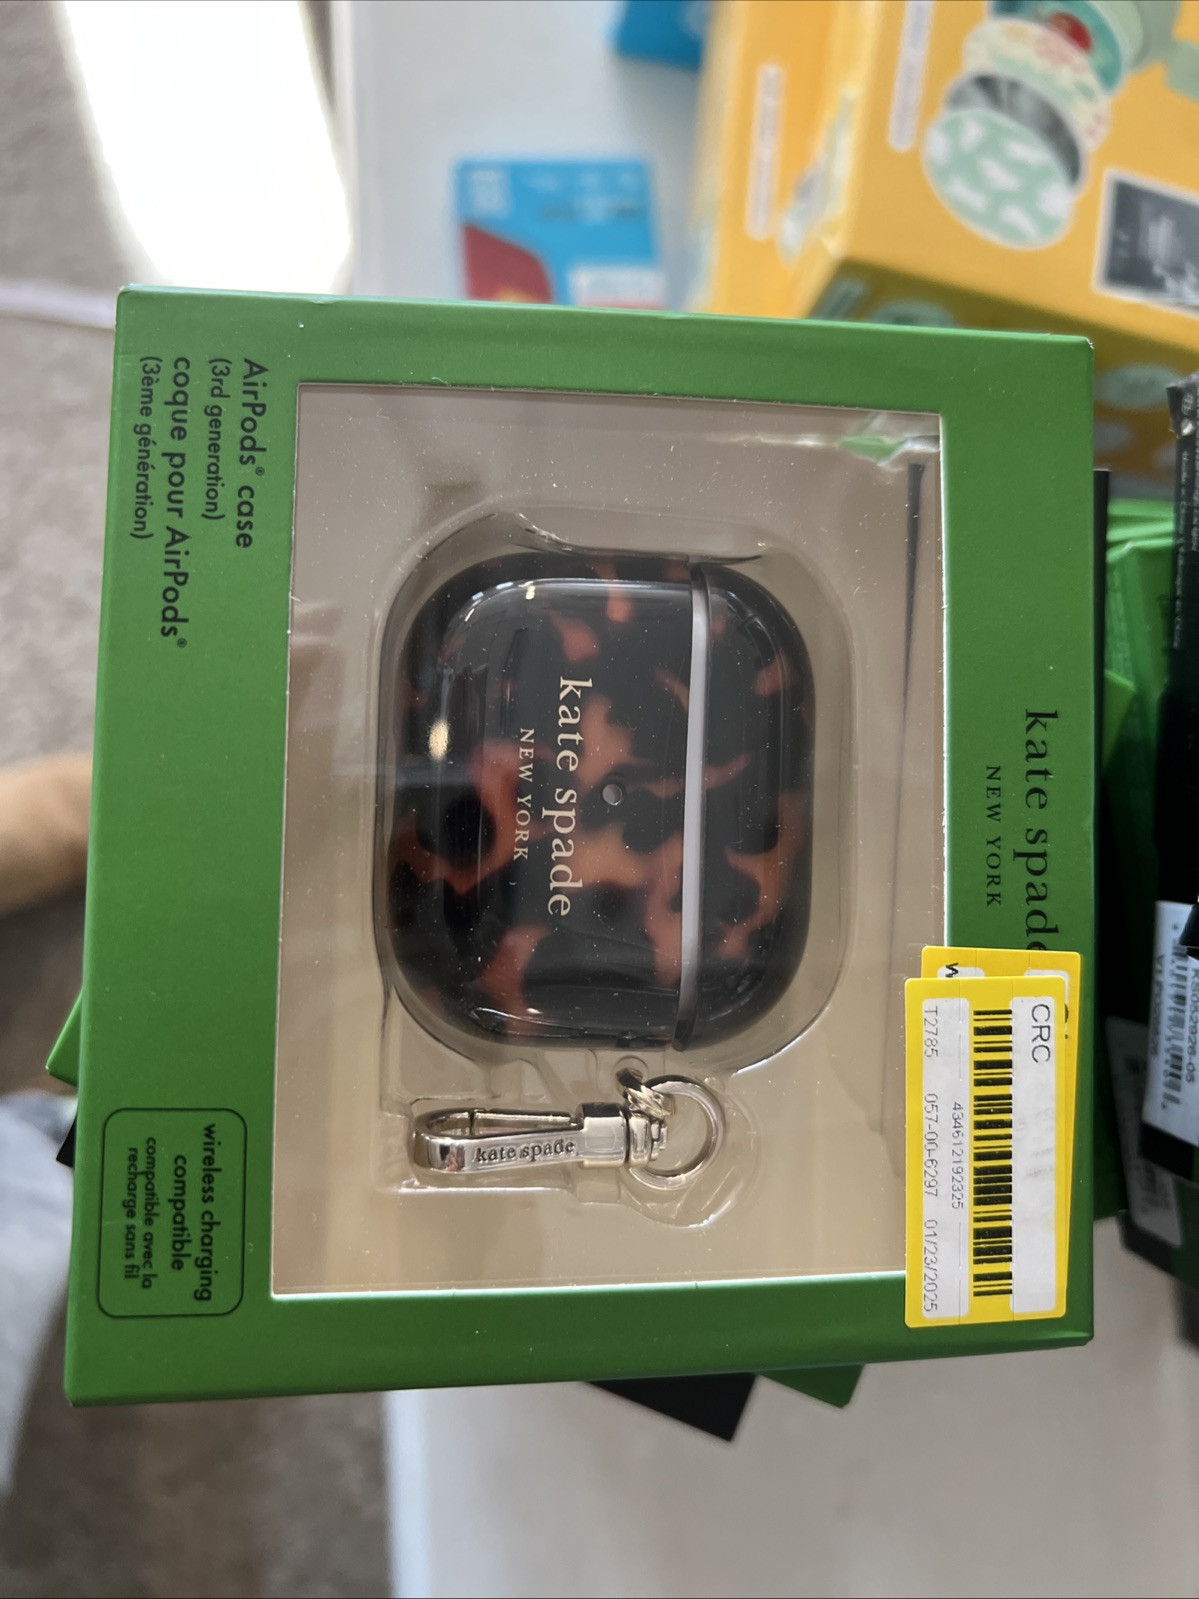 kate spade
NEW YORK
kate spade
NEW YORK
kate spade
AirPods® case
(3rd generation)
coque pour AirPods®
(3ème génération)
wireless charging
compatible
compatible avec la
recharge sans fil
CRC
434612192325
T2785 057-00-6297 01/23/2025